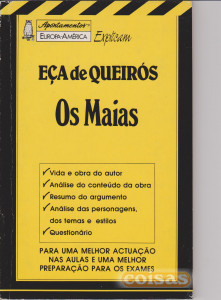 Apontamentos
EUROPA-AMÉRICA
Explicam
EÇA de QUEIRÓS
Os Maias
✓Vida e obra do autor
✓Análise do conteúdo da obra
✓Resumo do argumento
✓Análise das personagens,
dos temas e estilos
✓Questionário
PARA UMA MELHOR ACTUAÇÃO
NAS AULAS E UMA MELHOR
PREPARAÇÃO PARA OS EXAMES
coisas